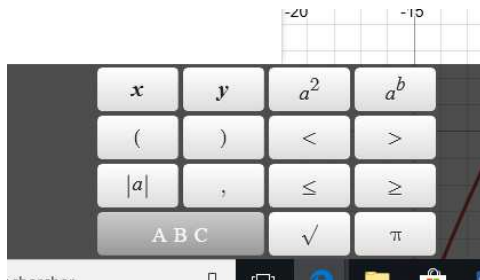 -20 -15
x y a² aᵇ
( ) < >
|a| , ≤ ≥
A B C √ π